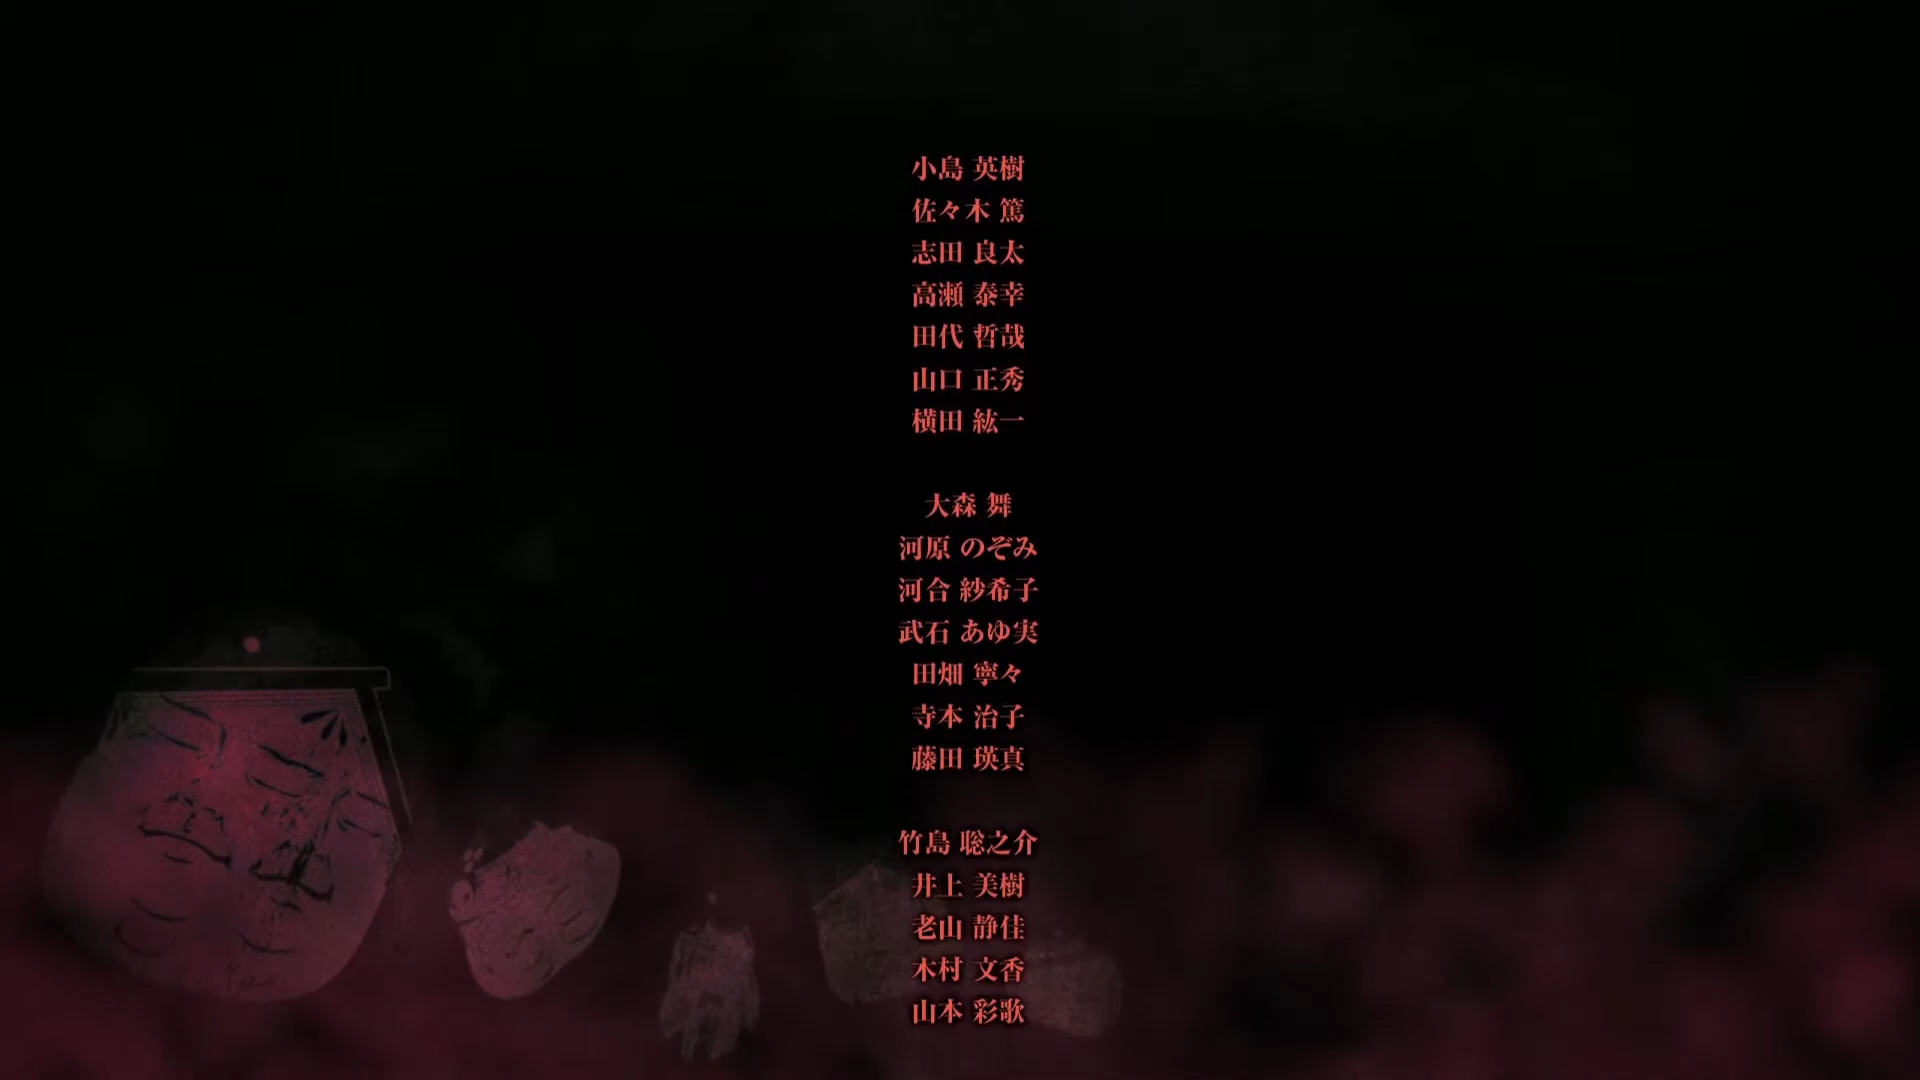 小島 英樹
佐々木 篤
志田 良太
高瀬 泰幸
田代 哲哉
山口 正秀
横田 紘一
大森 舞
河原 のぞみ
河合 紗希子
武石 あゆ実
田畑 寧々
寺本 治子
藤田 瑛真
竹島 聡之介
井上 美樹
老山 静佳
木村 文香
山本 彩歌